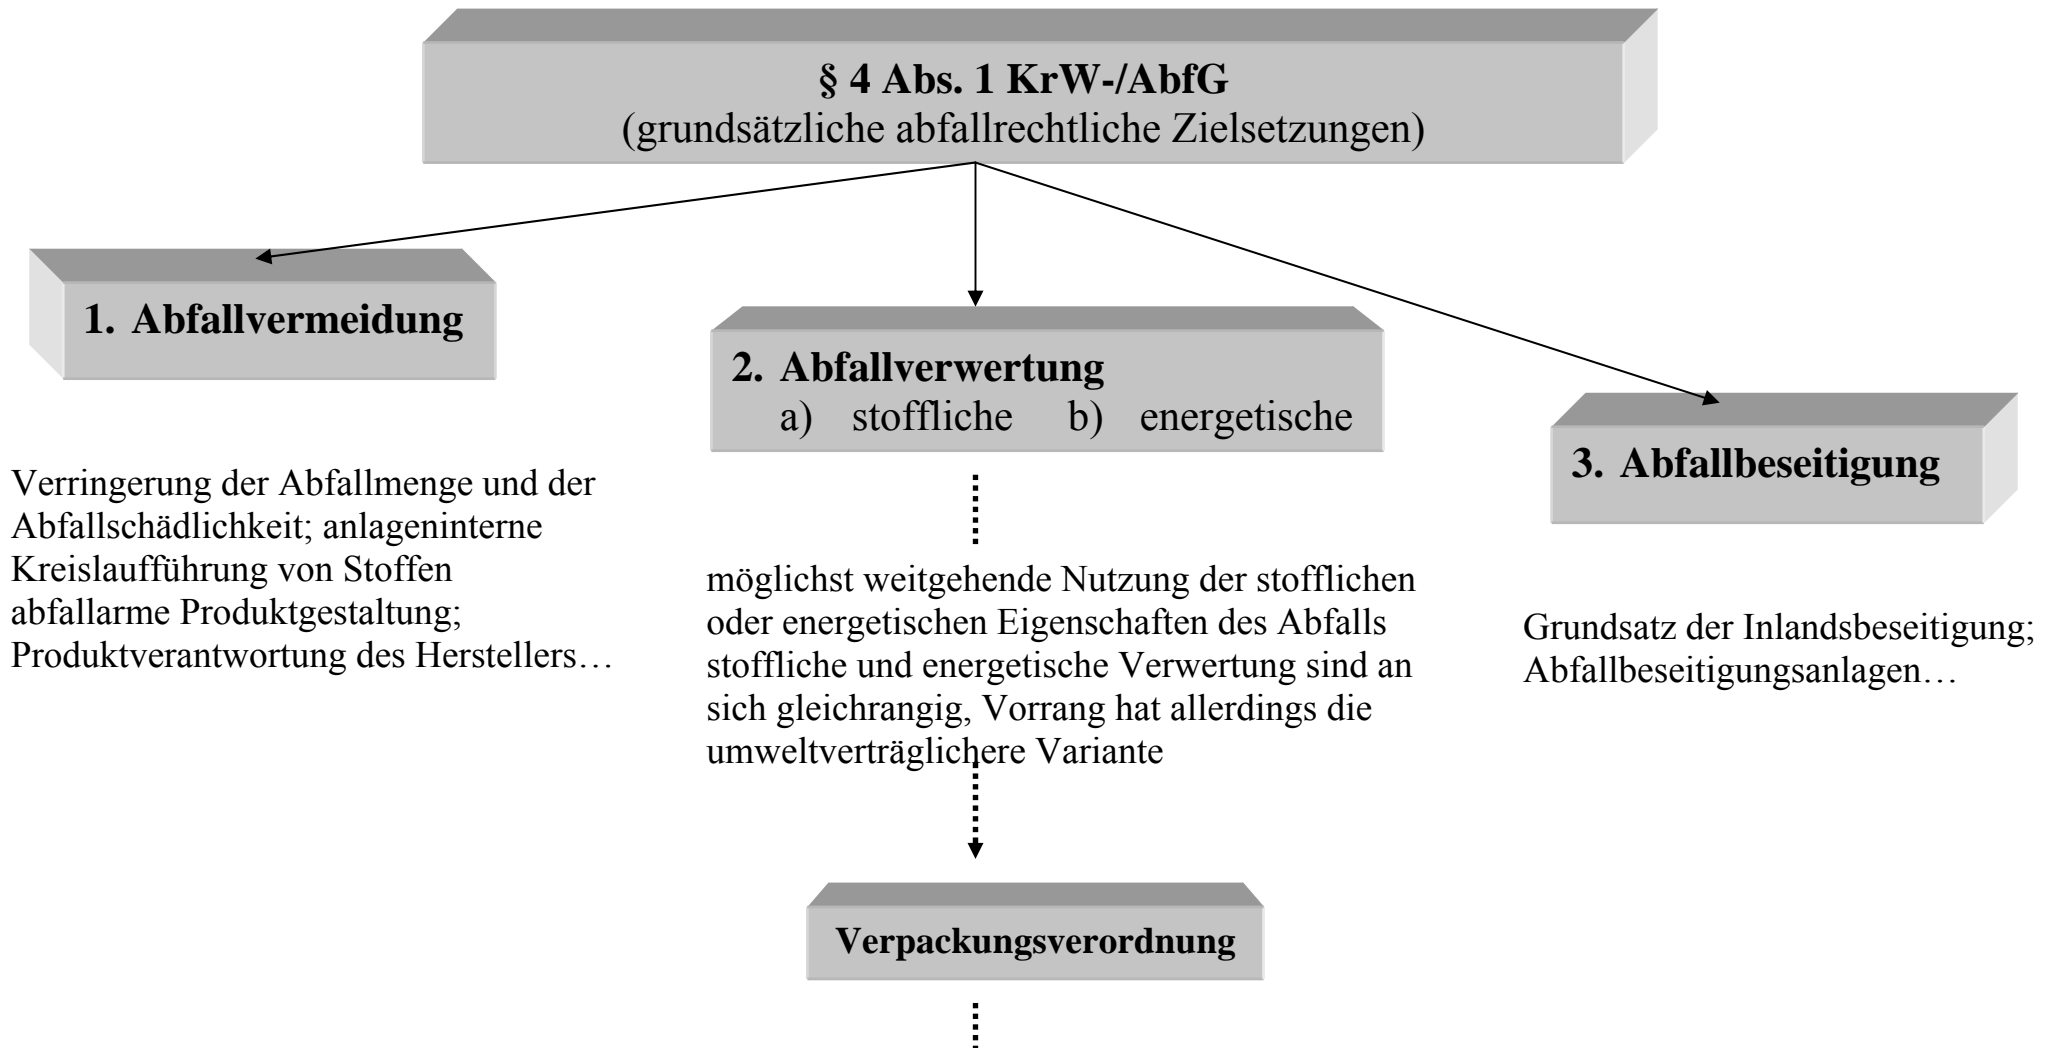 § 4 Abs. 1 KrW-/AbfG
(grundsätzliche abfallrechtliche Zielsetzungen)
1. Abfallvermeidung
Verringerung der Abfallmenge und der
Abfallschädlichkeit; anlageninterne
Kreislaufführung von Stoffen
abfallarme Produktgestaltung;
Produktverantwortung des Herstellers…
2. Abfallverwertung
a) stoffliche b) energetische
möglichst weitgehende Nutzung der stofflichen
oder energetischen Eigenschaften des Abfalls
stoffliche und energetische Verwertung sind an
sich gleichrangig, Vorrang hat allerdings die
umweltverträglichere Variante
Verpackungsverordnung
3. Abfallbeseitigung
Grundsatz der Inlandsbeseitigung;
Abfallbeseitigungsanlagen…